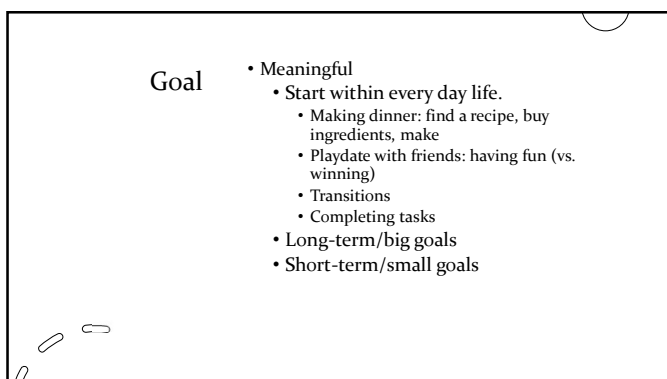 Goal
• Meaningful
• Start within every day life.
• Making dinner: find a recipe, buy
ingredients, make
• Playdate with friends: having fun (vs.
winning)
• Transitions
• Completing tasks
• Long-term/big goals
• Short-term/small goals